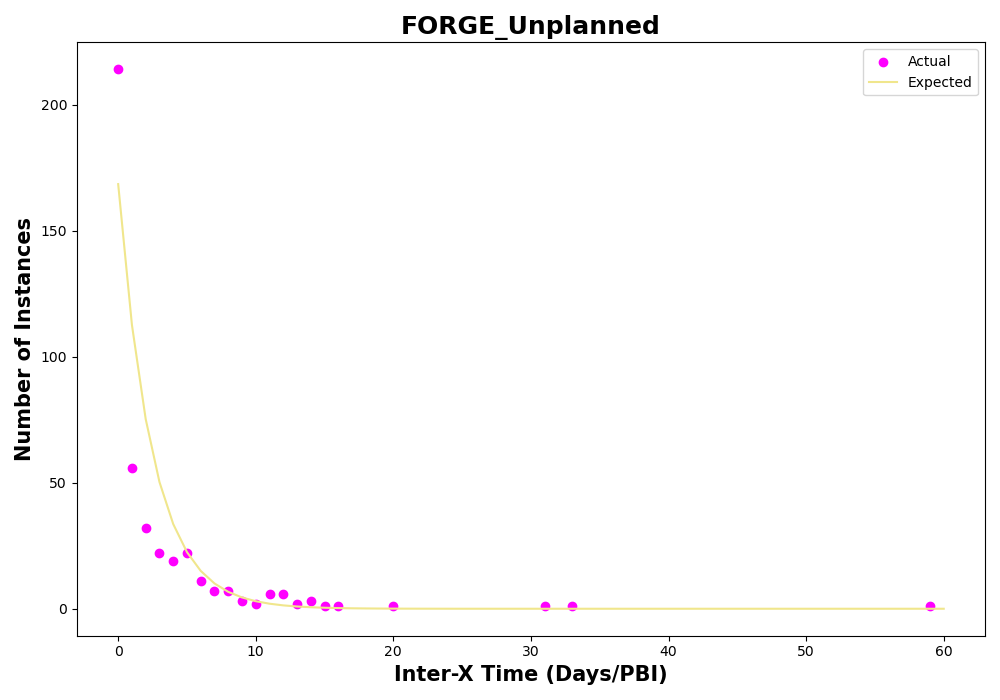 FORGE_Unplanned
Actual
Expected
Number of Instances
200
150
100
50
0
0 10 20 30 40 50 60
Inter-X Time (Days/PBI)